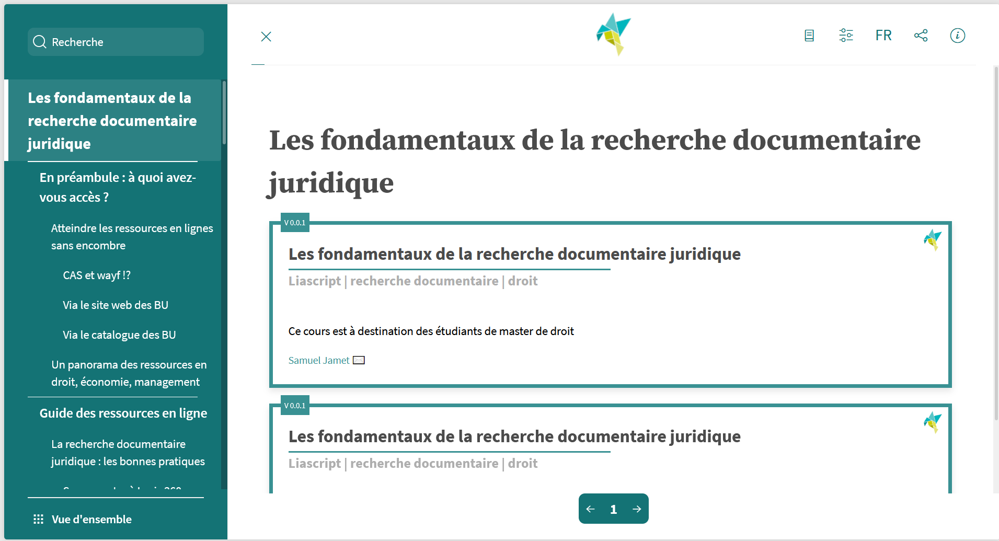 Recherche
Les fondamentaux de la
recherche documentaire
juridique
En préambule : à quoi avez-
vous accès ?
Atteindre les ressources en lignes
sans encombre
CAS et wayf !?
Via le site web des BU
Via le catalogue des BU
Un panorama des ressources en
droit, économie, management
Guide des ressources en ligne
La recherche documentaire
juridique : les bonnes pratiques
Vue d'ensemble
FR
Les fondamentaux de la recherche documentaire
juridique
V 0.0.1
Les fondamentaux de la recherche documentaire juridique
Liascript | recherche documentaire | droit
Ce cours est à destination des étudiants de master de droit
Samuel Jamet
V 0.0.1
Les fondamentaux de la recherche documentaire juridique
Liascript | recherche documentaire | droit
1